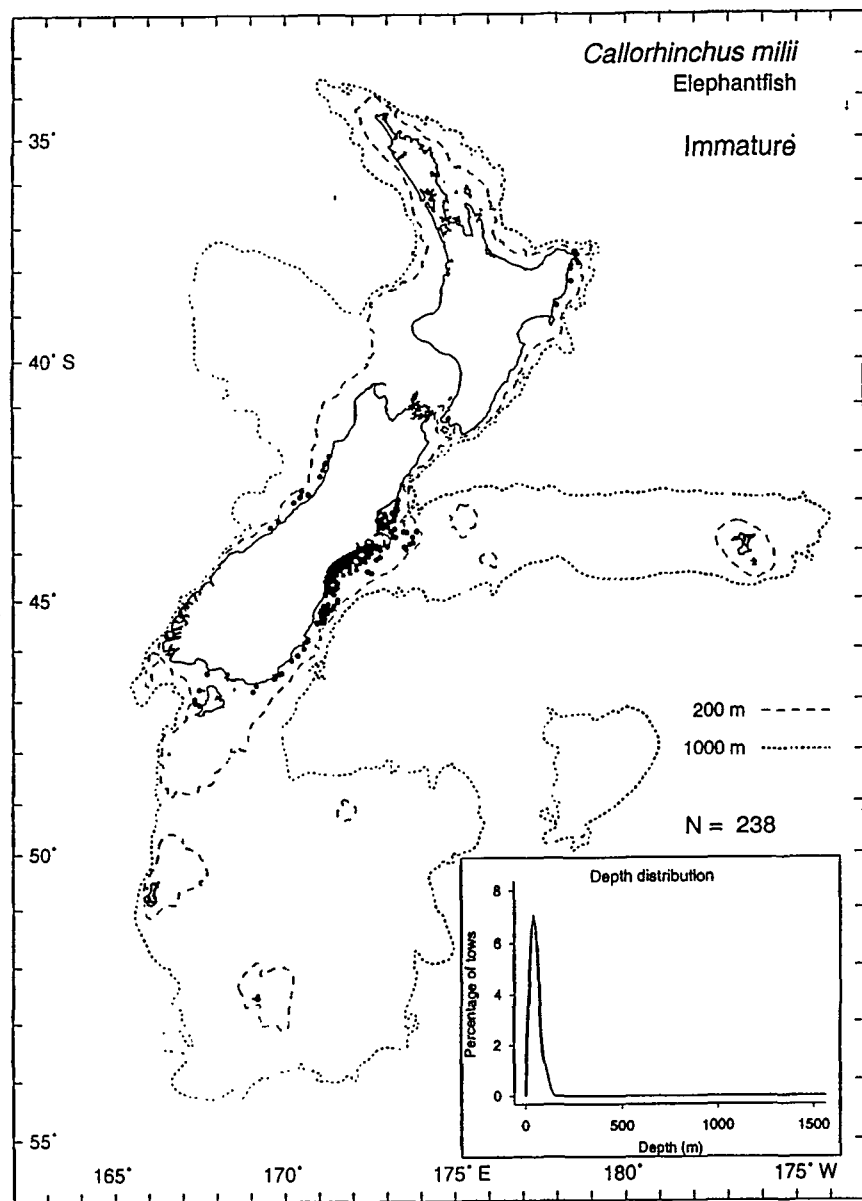 Callorhinchus milii
Elephantfish
Immature
35°
40° S
45°
50°
55°
200 m
1000 m
N = 238
Depth distribution
Percentage of tows
8
6
4
2
0
0 500 1000 1500
Depth (m)
165° 170° 175° E 180° 175° W